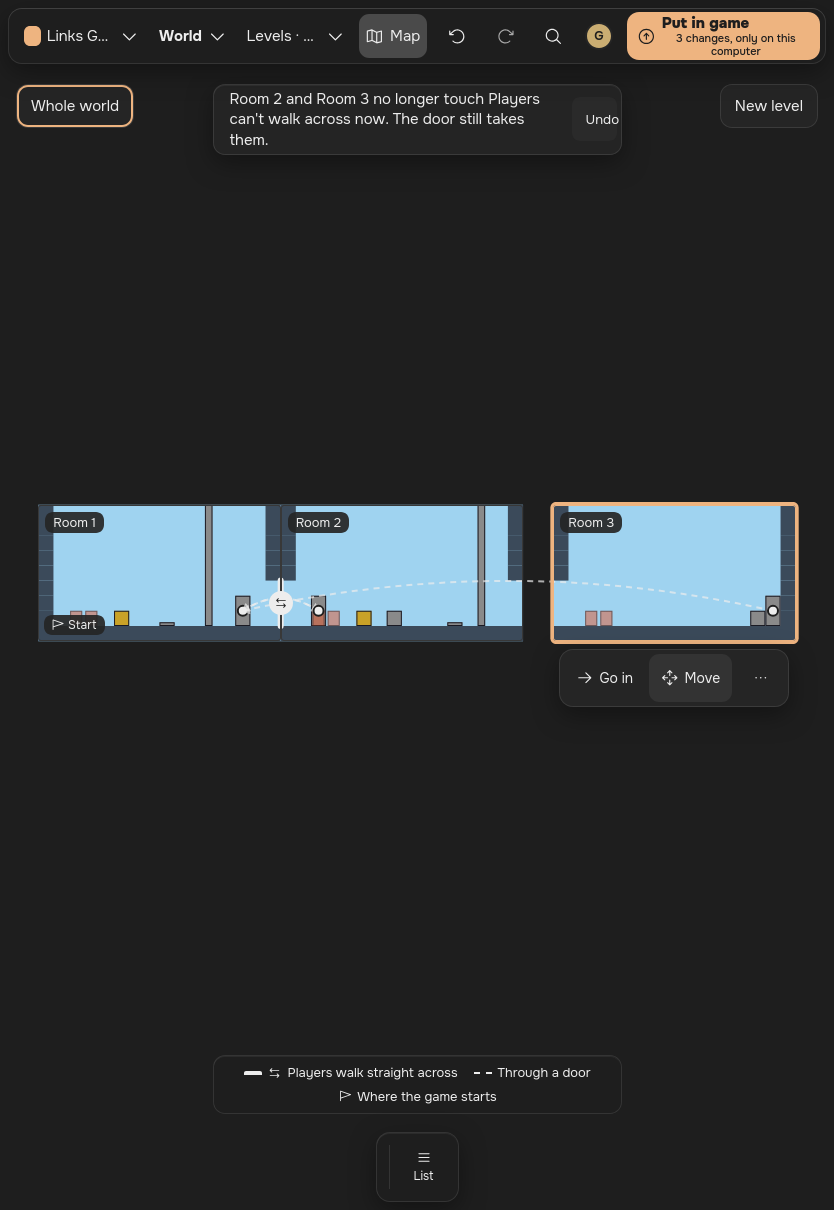 Links G...
World
Levels · ...
Map
G
Put in game
3 changes, only on this
computer
Whole world
Room 2 and Room 3 no longer touch Players
can't walk across now. The door still takes
them.
Undo
New level
Room 1
Room 2
Room 3
Start
Go in
Move
...
Players walk straight across
Through a door
Where the game starts
List